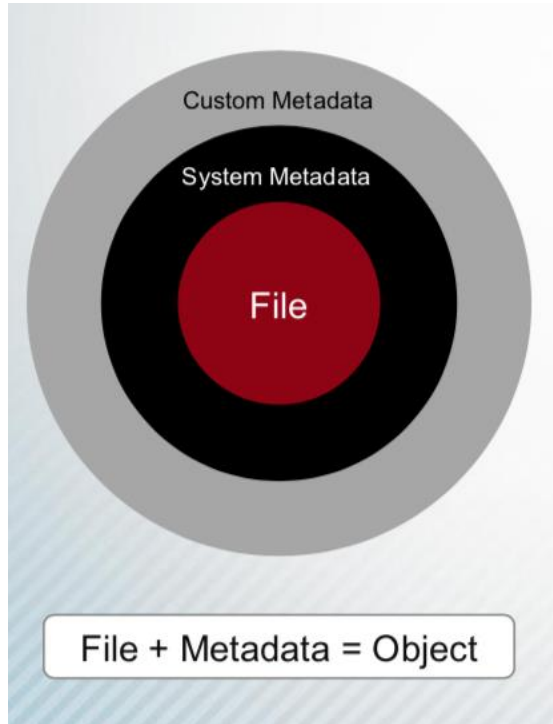 Custom Metadata
System Metadata
File
File + Metadata = Object